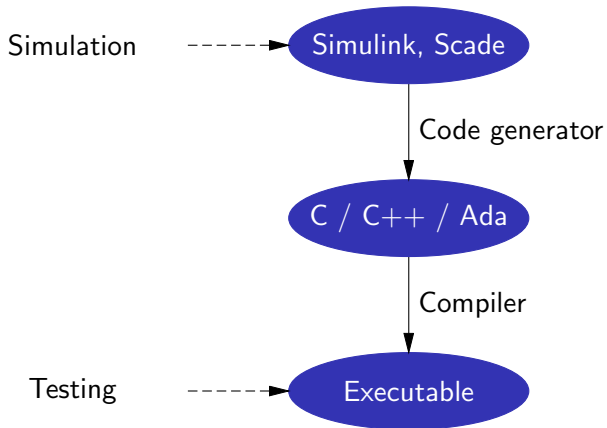 Simulation
Simulink, Scade
Code generator
C / C++ / Ada
Compiler
Testing
Executable